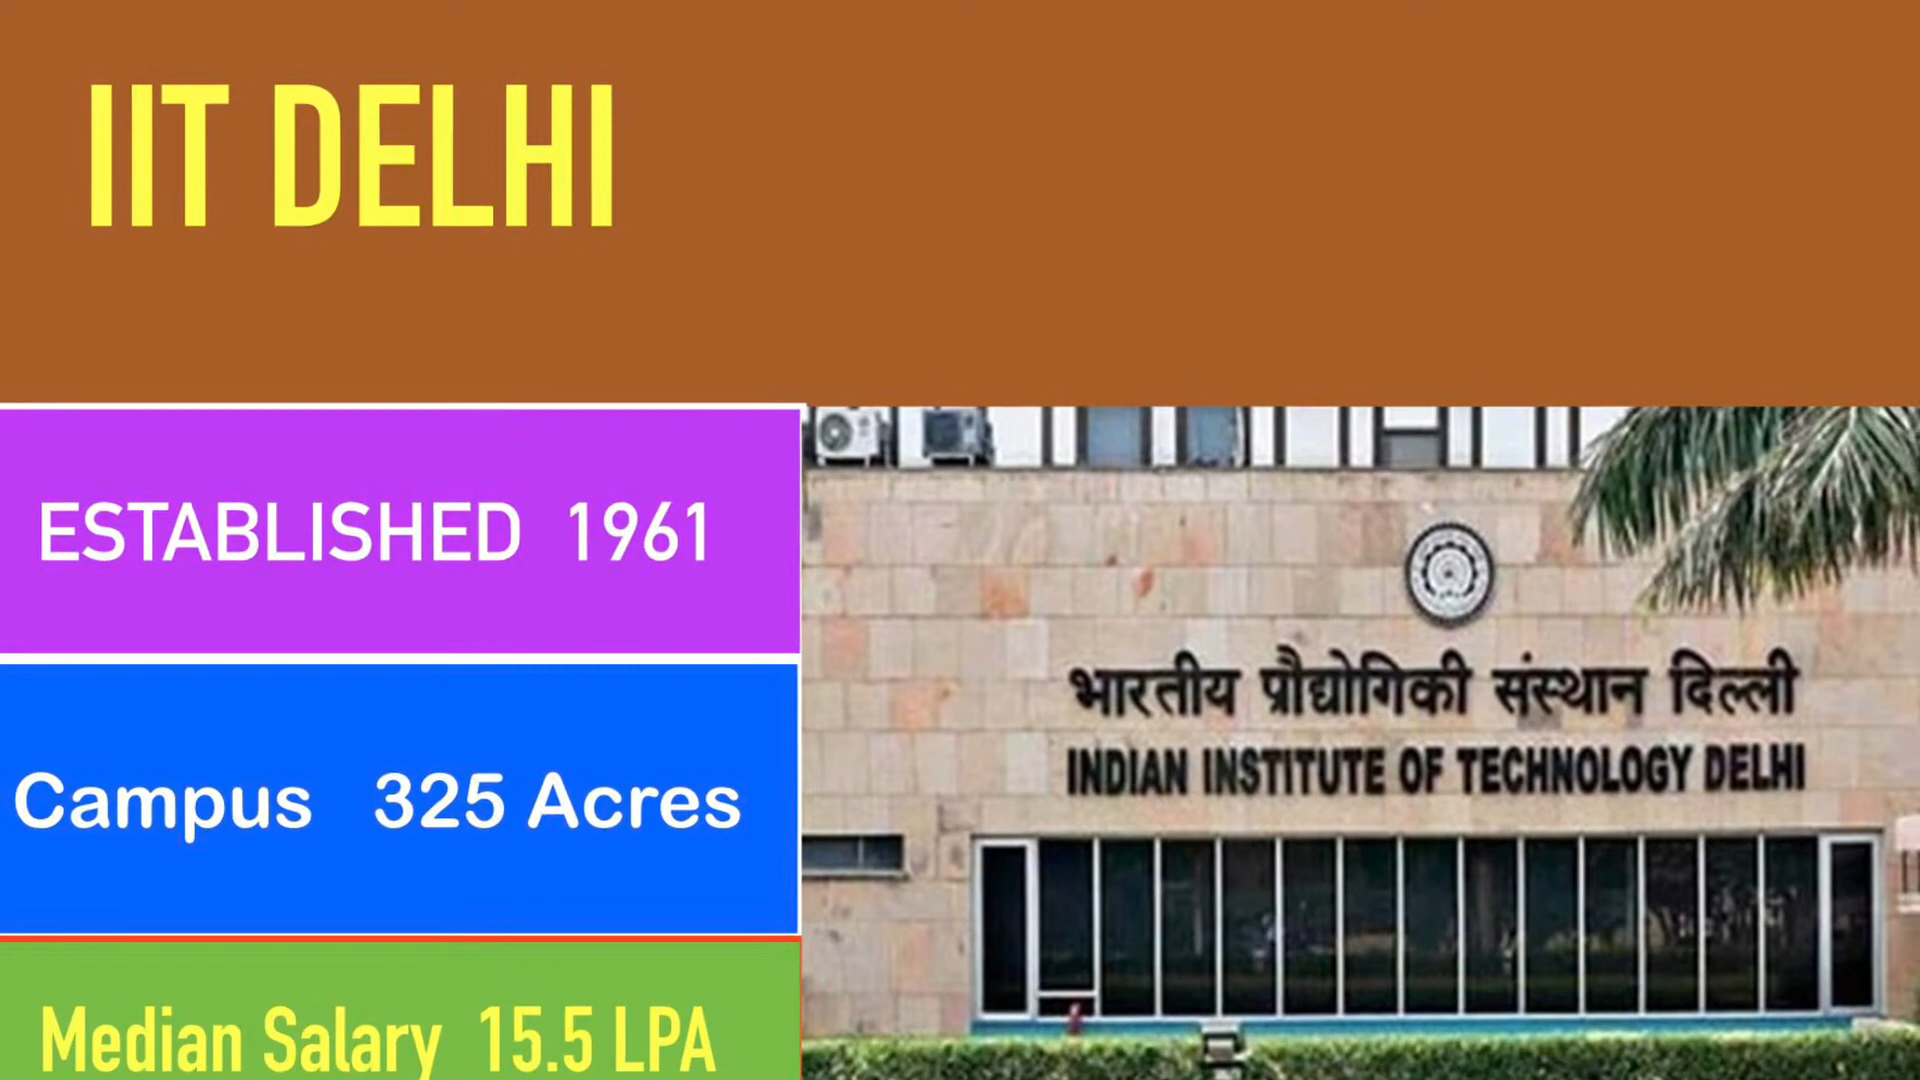 IIT DELHI
ESTABLISHED 1961
Campus 325 Acres
Median Salary 15.5 LPA
भारतीय प्रौद्योगिकी संस्थान दिल्ली
INDIAN INSTITUTE OF TECHNOLOGY DELHI